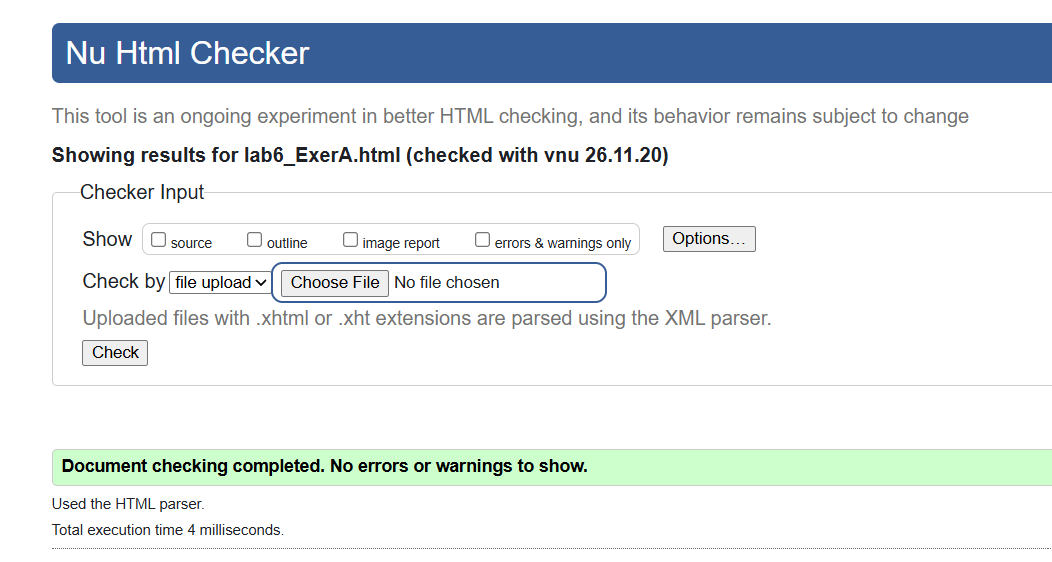 Nu Html Checker
This tool is an ongoing experiment in better HTML checking, and its behavior remains subject to change
Showing results for lab6_ExerA.html (checked with vnu 26.11.20)
Checker Input
Show source outline image report errors & warnings only Options…
Check by file upload Choose File No file chosen
Uploaded files with .xhtml or .xht extensions are parsed using the XML parser.
Check
Document checking completed. No errors or warnings to show.
Used the HTML parser.
Total execution time 4 milliseconds.